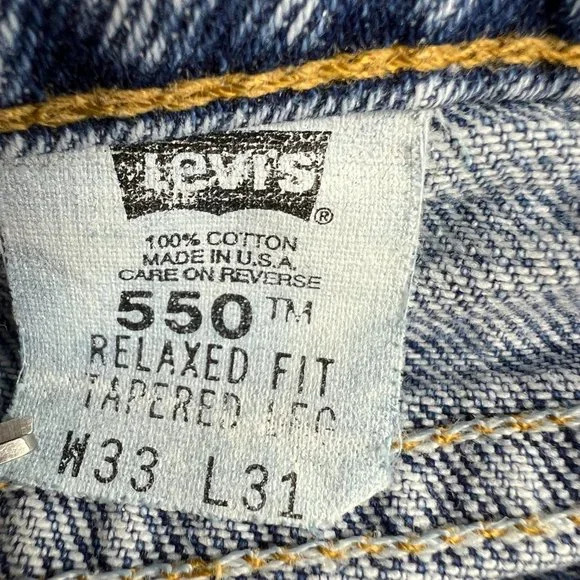 Levi's ®
100% COTTON
MADE IN U.S.A.
CARE ON REVERSE
550™
RELAXED FIT
TAPERED LEG
W33 L31